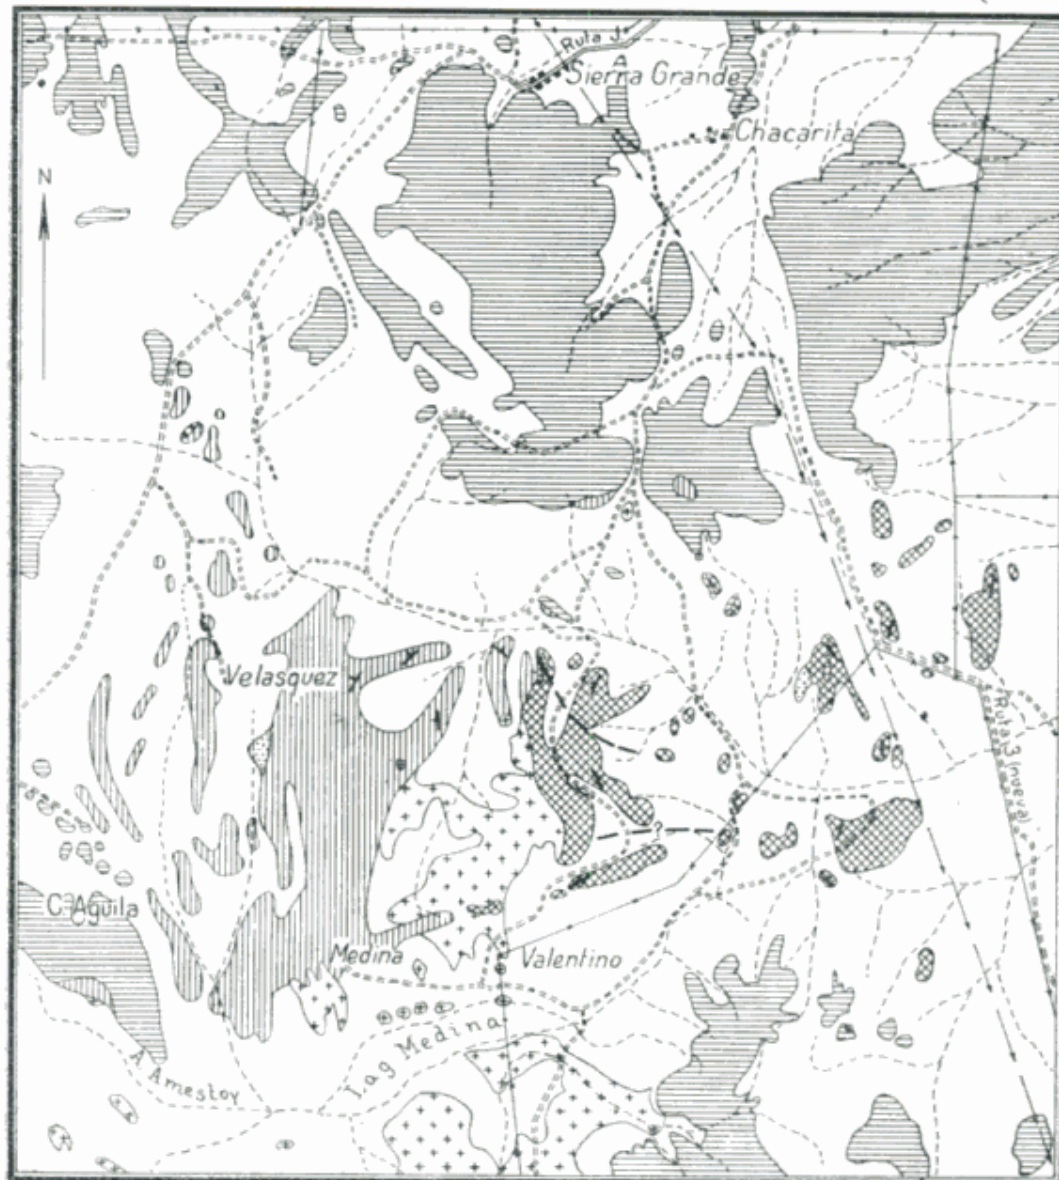 Ruta 3
Sierra Grande
Chacarita
N
Velasquez
Ruta 3 (nueva)
?
C. Aguila
Medina
Valentino
Lag Medina
A. Amestoy